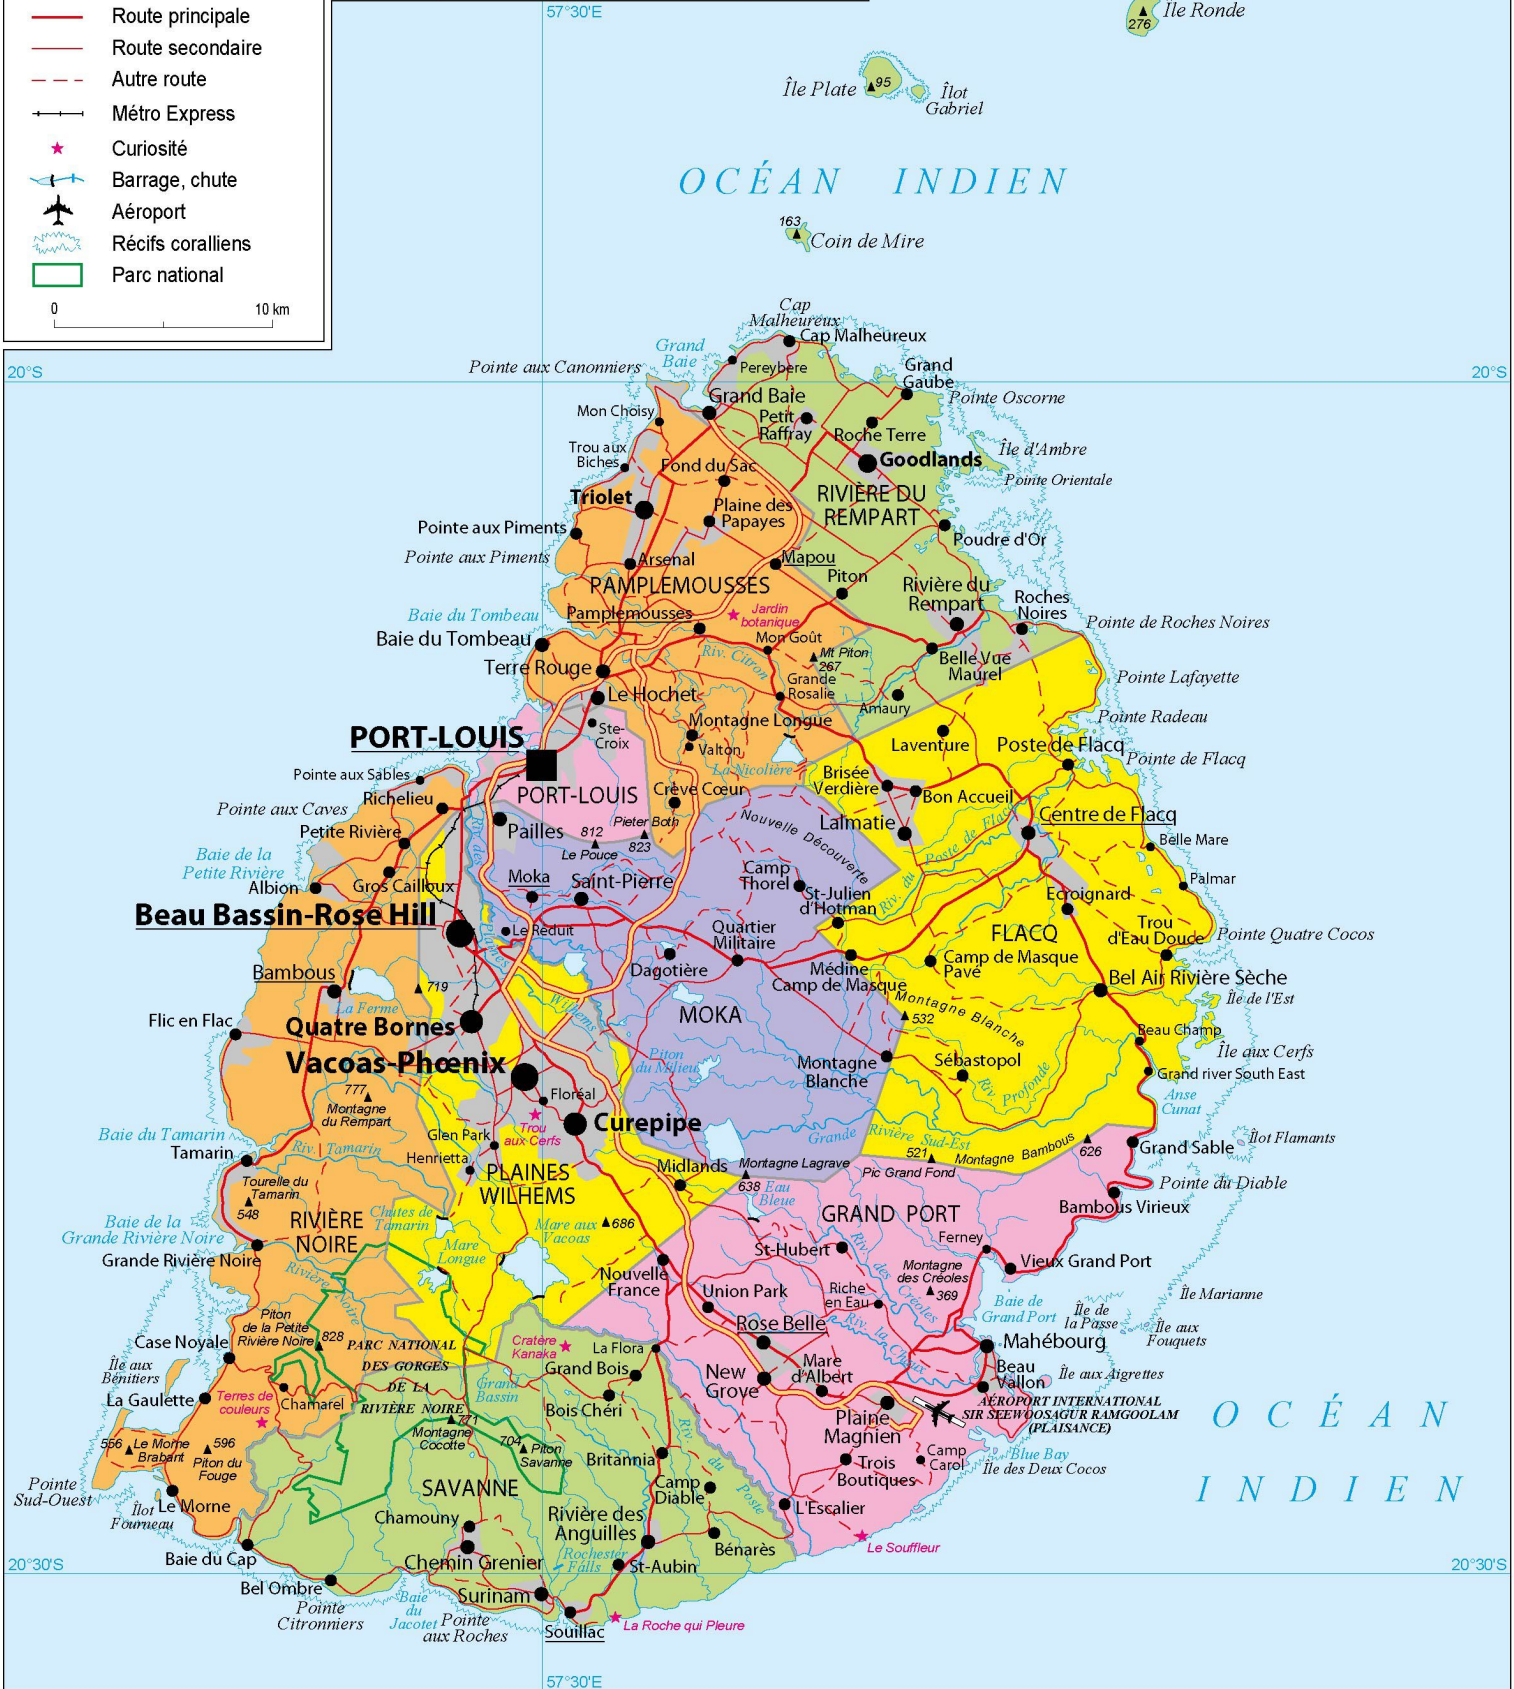 Route principale
Route secondaire
Autre route
Métro Express
Curiosité
Barrage, chute
Aéroport
Récifs coralliens
Parc national
0 10 km
57°30'E
Île Ronde
276
Île Plate
95
Îlot
Gabriel
OCÉAN INDIEN
163
Coin de Mire
Cap
Malheureux
Cap Malheureux
Grand
Baie
Pereybere
Pointe aux Canonniers
20°S
20°S
Grand
Gaube
Grand Baie
Pointe Oscorne
Mon Choisy
Petit
Raffray
Roche Terre
Trou aux
Biches
Fond du Sac
Goodlands
Île d'Ambre
Pointe Orientale
Triolet
RIVIÈRE DU
REMPART
Plaine des
Papayes
Pointe aux Piments
Pointe aux Piments
Poudre d'Or
Arsenal
Mapou
PAMPLEMOUSSES
Piton
Rivière du
Rempart
Roches
Noires
Baie du Tombeau
Pamplemousses
Jardin
botanique
Pointe de Roches Noires
Baie du Tombeau
Mon Goût
Riv. Citron
Mt Piton
267
Belle Vue
Maurel
Terre Rouge
Grande
Rosalie
Pointe Lafayette
Le Hochet
Amaury
Montagne Longue
Pointe Radeau
PORT-LOUIS
Ste-
Croix
Valton
Laventure
Poste de Flacq
Pointe de Flacq
La Nicolière
Pointe aux Sables
Brisée
Verdière
Richelieu
PORT-LOUIS
Crève Cœur
Bon Accueil
Pointe aux Caves
Centre de Flacq
Petite Rivière
Pailles
812
Le Pouce
Pieter Both
823
Nouvelle Découverte
Lalmatie
Riv. du Poste de Flacq
Belle Mare
Baie de la
Petite Rivière
Albion
Gros Cailloux
Moka
Saint-Pierre
Camp
Thorel
St-Julien
d'Hotman
Palmar
Ecroignard
Beau Bassin-Rose Hill
Le Réduit
Quartier
Militaire
FLACQ
Trou
d'Eau Douce
Pointe Quatre Cocos
Bambous
Dagotière
Médine
Camp de Masque
Camp de Masque
Pavé
Bel Air Rivière Sèche
719
La Ferme
Île de l'Est
Flic en Flac
Quatre Bornes
Wilhems
MOKA
Montagne Blanche
532
Beau Champ
Île aux Cerfs
Vacoas-Phœnix
Piton
du Milieu
Montagne
Blanche
Sébastopol
Riv. Profonde
Grand river South East
777
Montagne
du Rempart
Floréal
Anse
Cunat
Trou
aux Cerfs
Curepipe
Baie du Tamarin
Tamarin
Riv. Tamarin
Glen Park
Henrietta
Grande Rivière Sud-Est
521
Pic Grand Fond
Montagne Bambous
626
Grand Sable
Îlot Flamants
Midlands
Montagne Lagrave
638
Eau
Bleue
PLAINES
WILHEMS
Tourelle du
Tamarin
548
Pointe du Diable
Bambous Virieux
Baie de la
Grande Rivière Noire
RIVIÈRE
NOIRE
Chutes de
Tamarin
Mare
Longue
Mare aux
Vacoas
686
GRAND PORT
Grande Rivière Noire
St-Hubert
Ferney
Vieux Grand Port
Rivière Noire
Nouvelle
France
Riv. des Créoles
Montagne
des Créoles
369
Union Park
Riche
en Eau
Île Marianne
Piton
de la Petite
Rivière Noire
828
Baie de
Grand Port
Île de
la Passe
Île aux
Fouquets
Case Noyale
PARC NATIONAL
DES GORGES
DE LA
RIVIÈRE NOIRE
Cratère
Kanaka
La Flora
Rose Belle
Riv. la Chaux
Mahébourg
Île aux
Bénitiers
Grand Bois
Grand
Bassin
New
Grove
Mare
d'Albert
Beau
Vallon
Île aux Aigrettes
La Gaulette
Terres de
couleurs
Chamarel
Bois Chéri
Plaine
Magnien
AÉROPORT INTERNATIONAL
SIR SEEWOOSAGUR RAMGOOLAM
(PLAISANCE)
OCÉAN
INDIEN
771
Montagne
Cocotte
556
Le Morne
Brabant
596
Piton du
Fouge
704
Piton
Savanne
Britannia
Riv. du Poste
Trois
Boutiques
Camp
Carol
Blue Bay
Île des Deux Cocos
Pointe
Sud-Ouest
SAVANNE
Camp
Diable
Îlot
Fourneau
Le Morne
L'Escalier
Chamouny
Rivière des
Anguilles
Le Souffleur
Baie du Cap
Chemin Grenier
Rochester
Falls
Bénarès
St-Aubin
20°30'S
20°30'S
Bel Ombre
Baie
du
Jacotet
Surinam
Pointe
Citronniers
Pointe
aux Roches
Souillac
La Roche qui Pleure
57°30'E